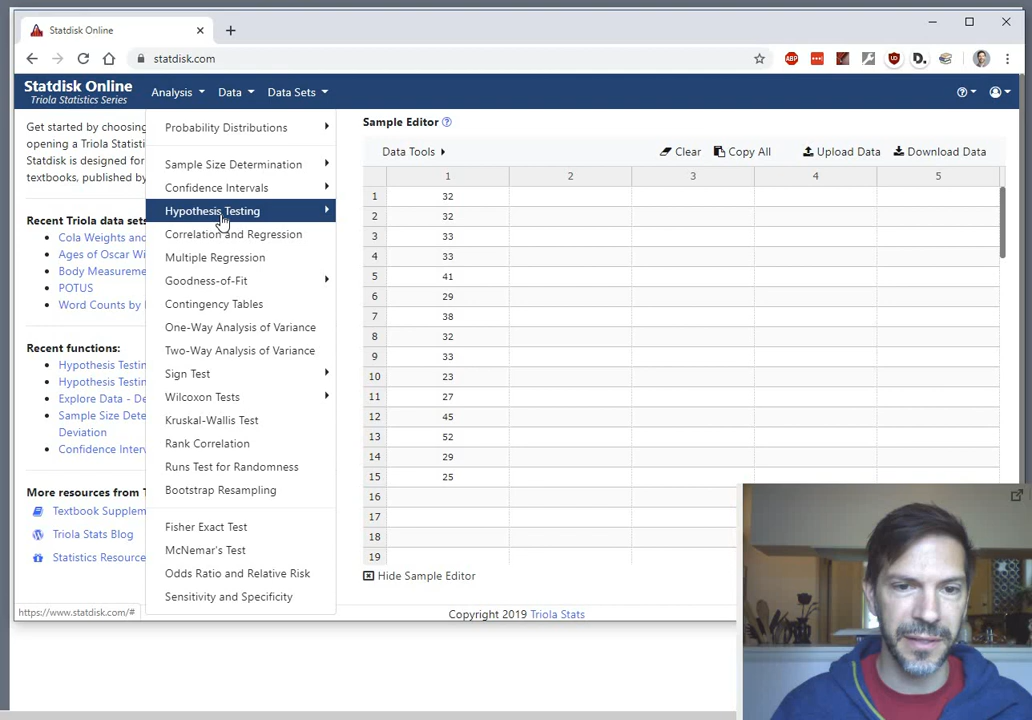 Statdisk Online
statdisk.com
ABP
D.
Statdisk Online
Triola Statistics Series
Analysis
Data
Data Sets
Get started by choosing
opening a Triola Statisti
Statdisk is designed for
textbooks, published by
Recent Triola data sets
Cola Weights and
Ages of Oscar Wi
Body Measureme
POTUS
Word Counts by
Recent functions:
Hypothesis Testin
Hypothesis Testin
Explore Data - De
Sample Size Dete
Deviation
Confidence Interv
More resources from T
Textbook Supplem
Triola Stats Blog
Statistics Resource
https://www.statdisk.com/#
Probability Distributions
Sample Size Determination
Confidence Intervals
Hypothesis Testing
Correlation and Regression
Multiple Regression
Goodness-of-Fit
Contingency Tables
One-Way Analysis of Variance
Two-Way Analysis of Variance
Sign Test
Wilcoxon Tests
Kruskal-Wallis Test
Rank Correlation
Runs Test for Randomness
Bootstrap Resampling
Fisher Exact Test
McNemar's Test
Odds Ratio and Relative Risk
Sensitivity and Specificity
Sample Editor
Data Tools
Clear
Copy All
Upload Data
Download Data
1 2 3 4 5
1 32
2 32
3 33
4 33
5 41
6 29
7 38
8 32
9 33
10 23
11 27
12 45
13 52
14 29
15 25
16
17
18
19
Hide Sample Editor
Copyright 2019 Triola Stats